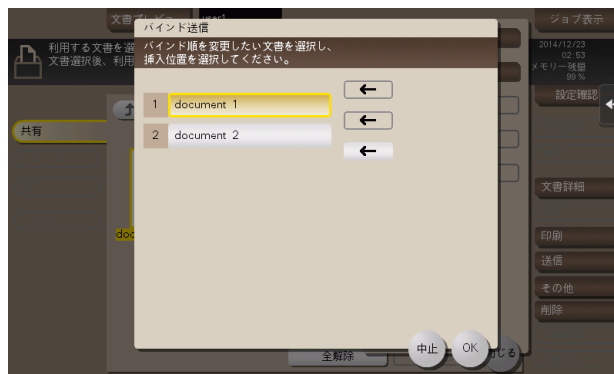 文書プレビュー user1 ジョブ表示
バインド送信
利用する文書を選
文書選択後、利用
バインド順を変更したい文書を選択し、
挿入位置を選択してください。
2014/12/23
02:53
メモリー残量
99 %
設定確認
1 document 1
共有
2 document 2
文書詳細
doc
印刷
送信
その他
削除
全解除
中止
OK
閉じる